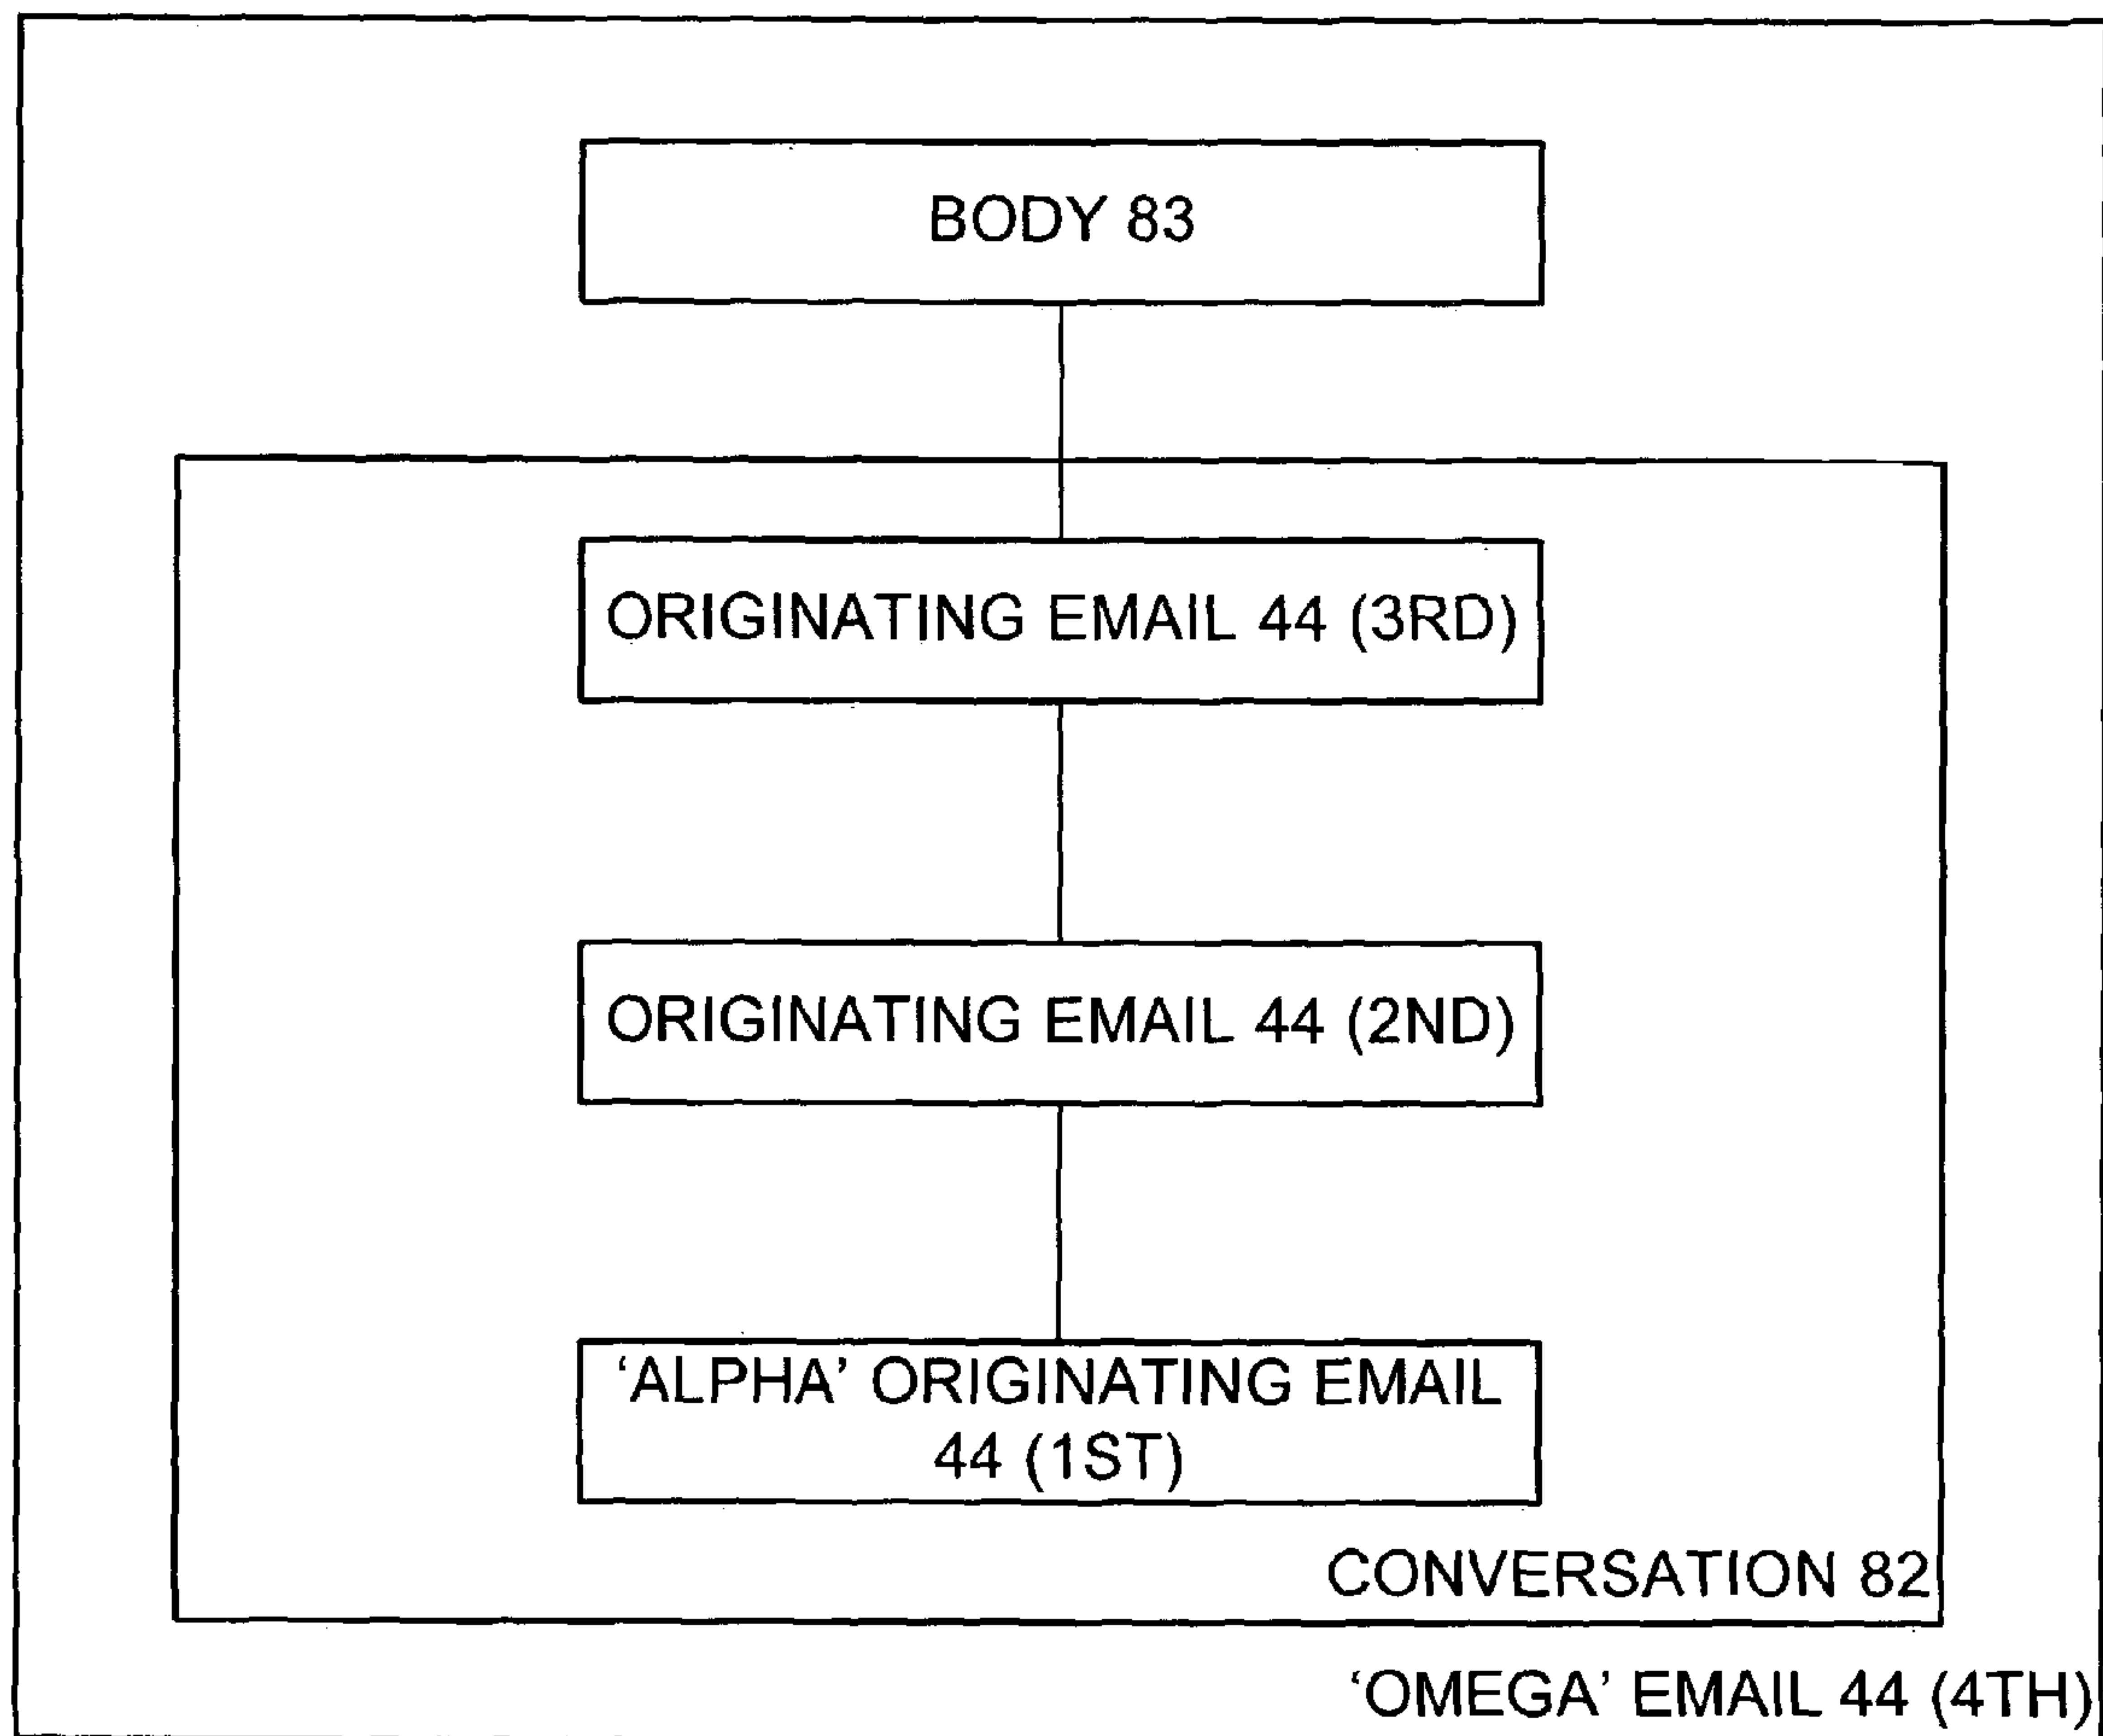 BODY 83
ORIGINATING EMAIL 44 (3RD)
ORIGINATING EMAIL 44 (2ND)
‘ALPHA’ ORIGINATING EMAIL
44 (1ST)
CONVERSATION 82
‘OMEGA’ EMAIL 44 (4TH)